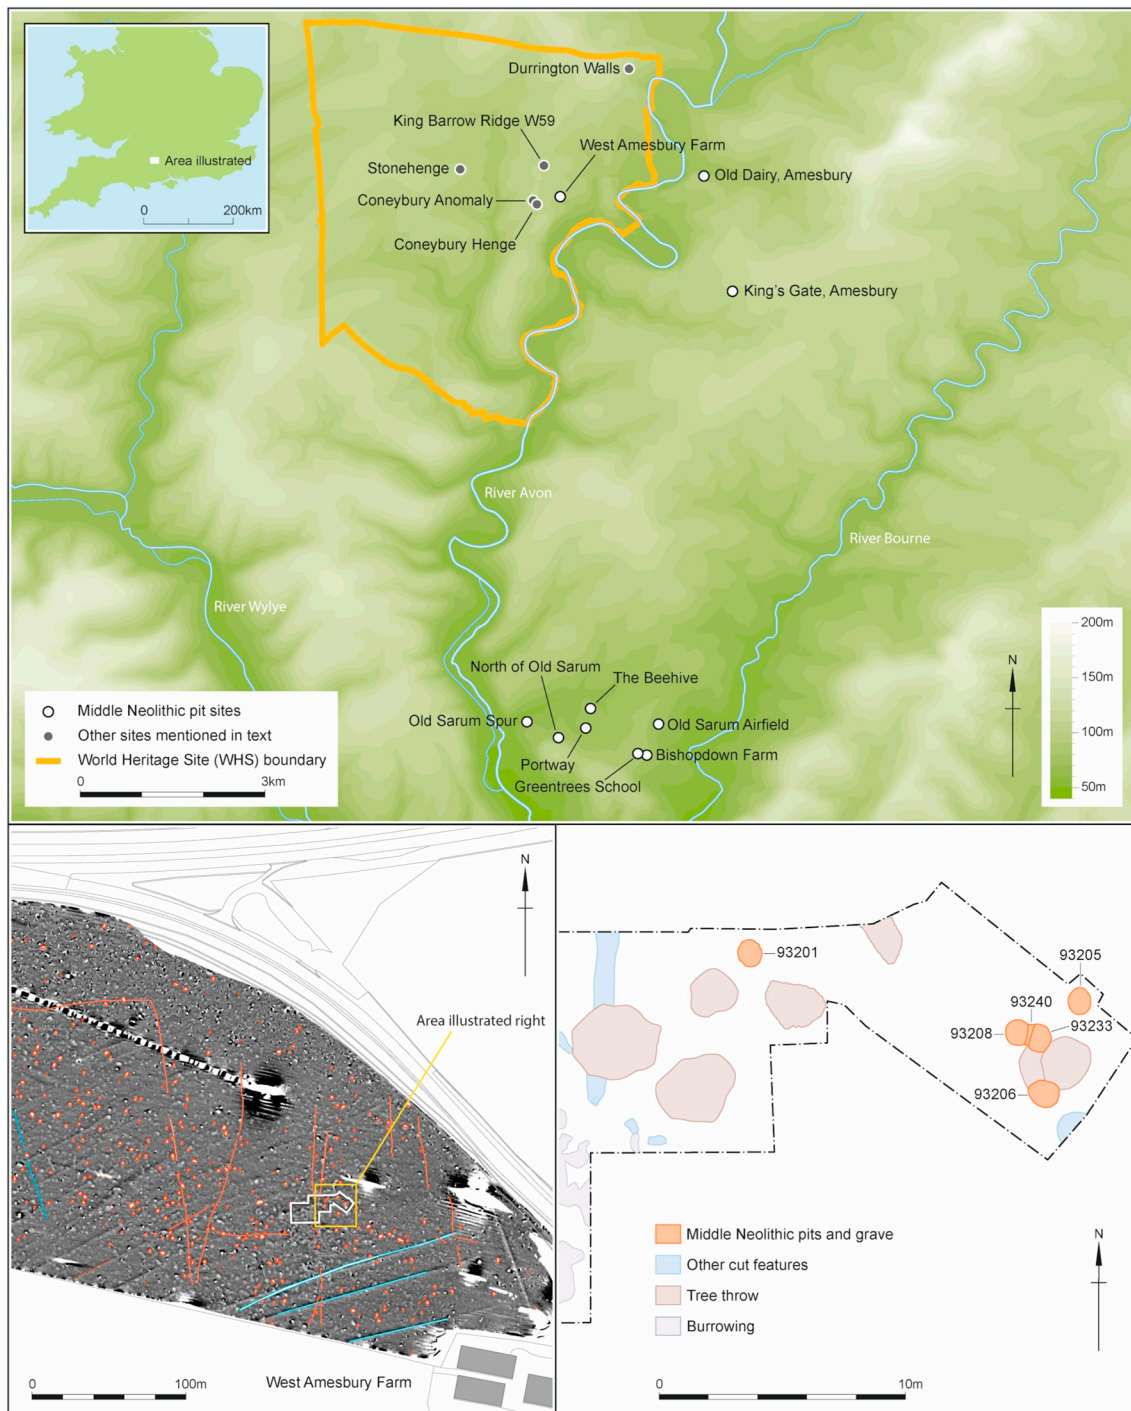 Area illustrated
0 200km
Durrington Walls
King Barrow Ridge W59
West Amesbury Farm
Stonehenge
Old Dairy, Amesbury
Coneybury Anomaly
Coneybury Henge
King's Gate, Amesbury
River Avon
River Bourne
River Wylye
North of Old Sarum
The Beehive
Old Sarum Spur
Old Sarum Airfield
Portway
Bishopdown Farm
Greentrees School
Middle Neolithic pit sites
Other sites mentioned in text
World Heritage Site (WHS) boundary
0 3km
N
200m
150m
100m
50m
N
Area illustrated right
West Amesbury Farm
0 100m
93201
93205
93240
93208
93233
93206
Middle Neolithic pits and grave
Other cut features
Tree throw
Burrowing
N
0 10m